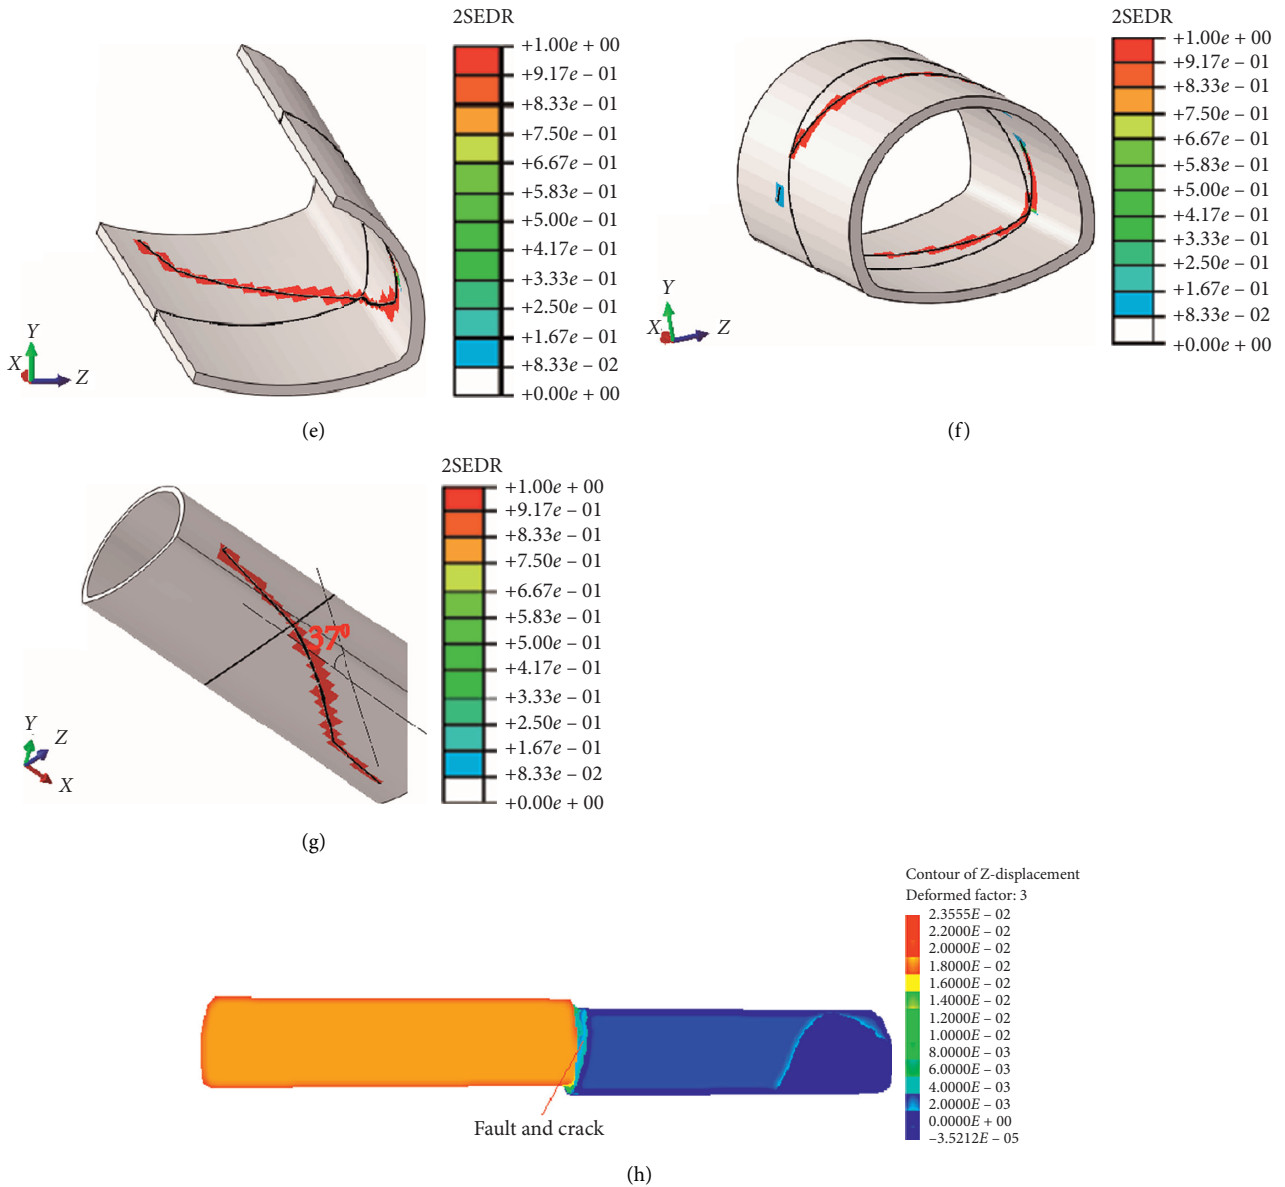 2SEDR
+1.00e + 00
+9.17e – 01
+8.33e – 01
+7.50e – 01
+6.67e – 01
+5.83e – 01
+5.00e – 01
+4.17e – 01
+3.33e – 01
+2.50e – 01
+1.67e – 01
+8.33e – 02
+0.00e + 00
Y
X
Z
(e)
2SEDR
+1.00e + 00
+9.17e – 01
+8.33e – 01
+7.50e – 01
+6.67e – 01
+5.83e – 01
+5.00e – 01
+4.17e – 01
+3.33e – 01
+2.50e – 01
+1.67e – 01
+8.33e – 02
+0.00e + 00
Y
X
Z
(f)
2SEDR
+1.00e + 00
+9.17e – 01
+8.33e – 01
+7.50e – 01
+6.67e – 01
+5.83e – 01
+5.00e – 01
+4.17e – 01
+3.33e – 01
+2.50e – 01
+1.67e – 01
+8.33e – 02
+0.00e + 00
37⁰
Y
Z
X
(g)
Contour of Z-displacement
Deformed factor: 3
2.3555E – 02
2.2000E – 02
2.0000E – 02
1.8000E – 02
1.6000E – 02
1.4000E – 02
1.2000E – 02
1.0000E – 02
8.0000E – 03
6.0000E – 03
4.0000E – 03
2.0000E – 03
0.0000E + 00
–3.5212E – 05
Fault and crack
(h)